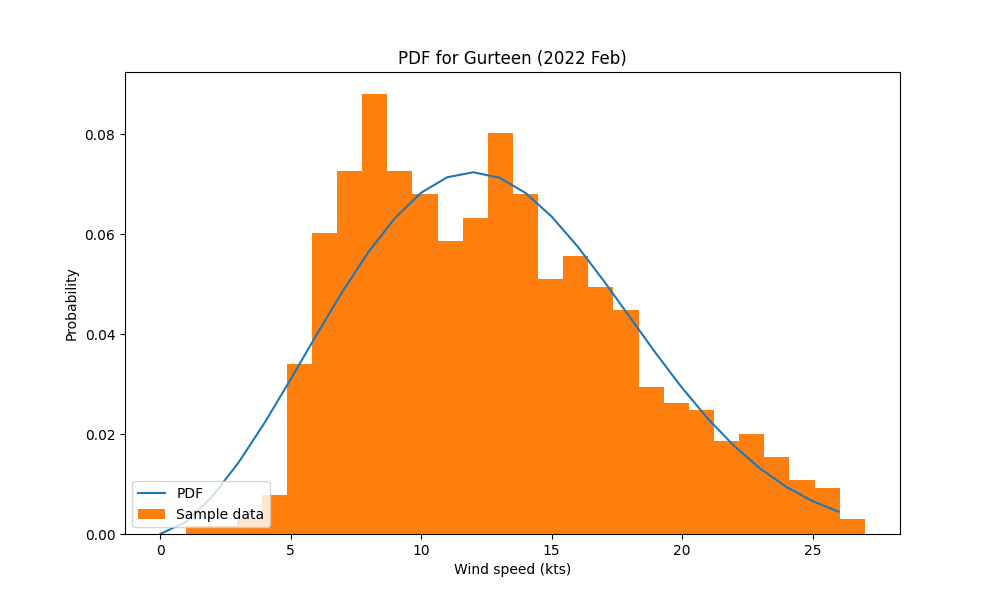 PDF for Gurteen (2022 Feb)
Probability
0.08
0.06
0.04
0.02
0.00
PDF
Sample data
0 5 10 15 20 25
Wind speed (kts)